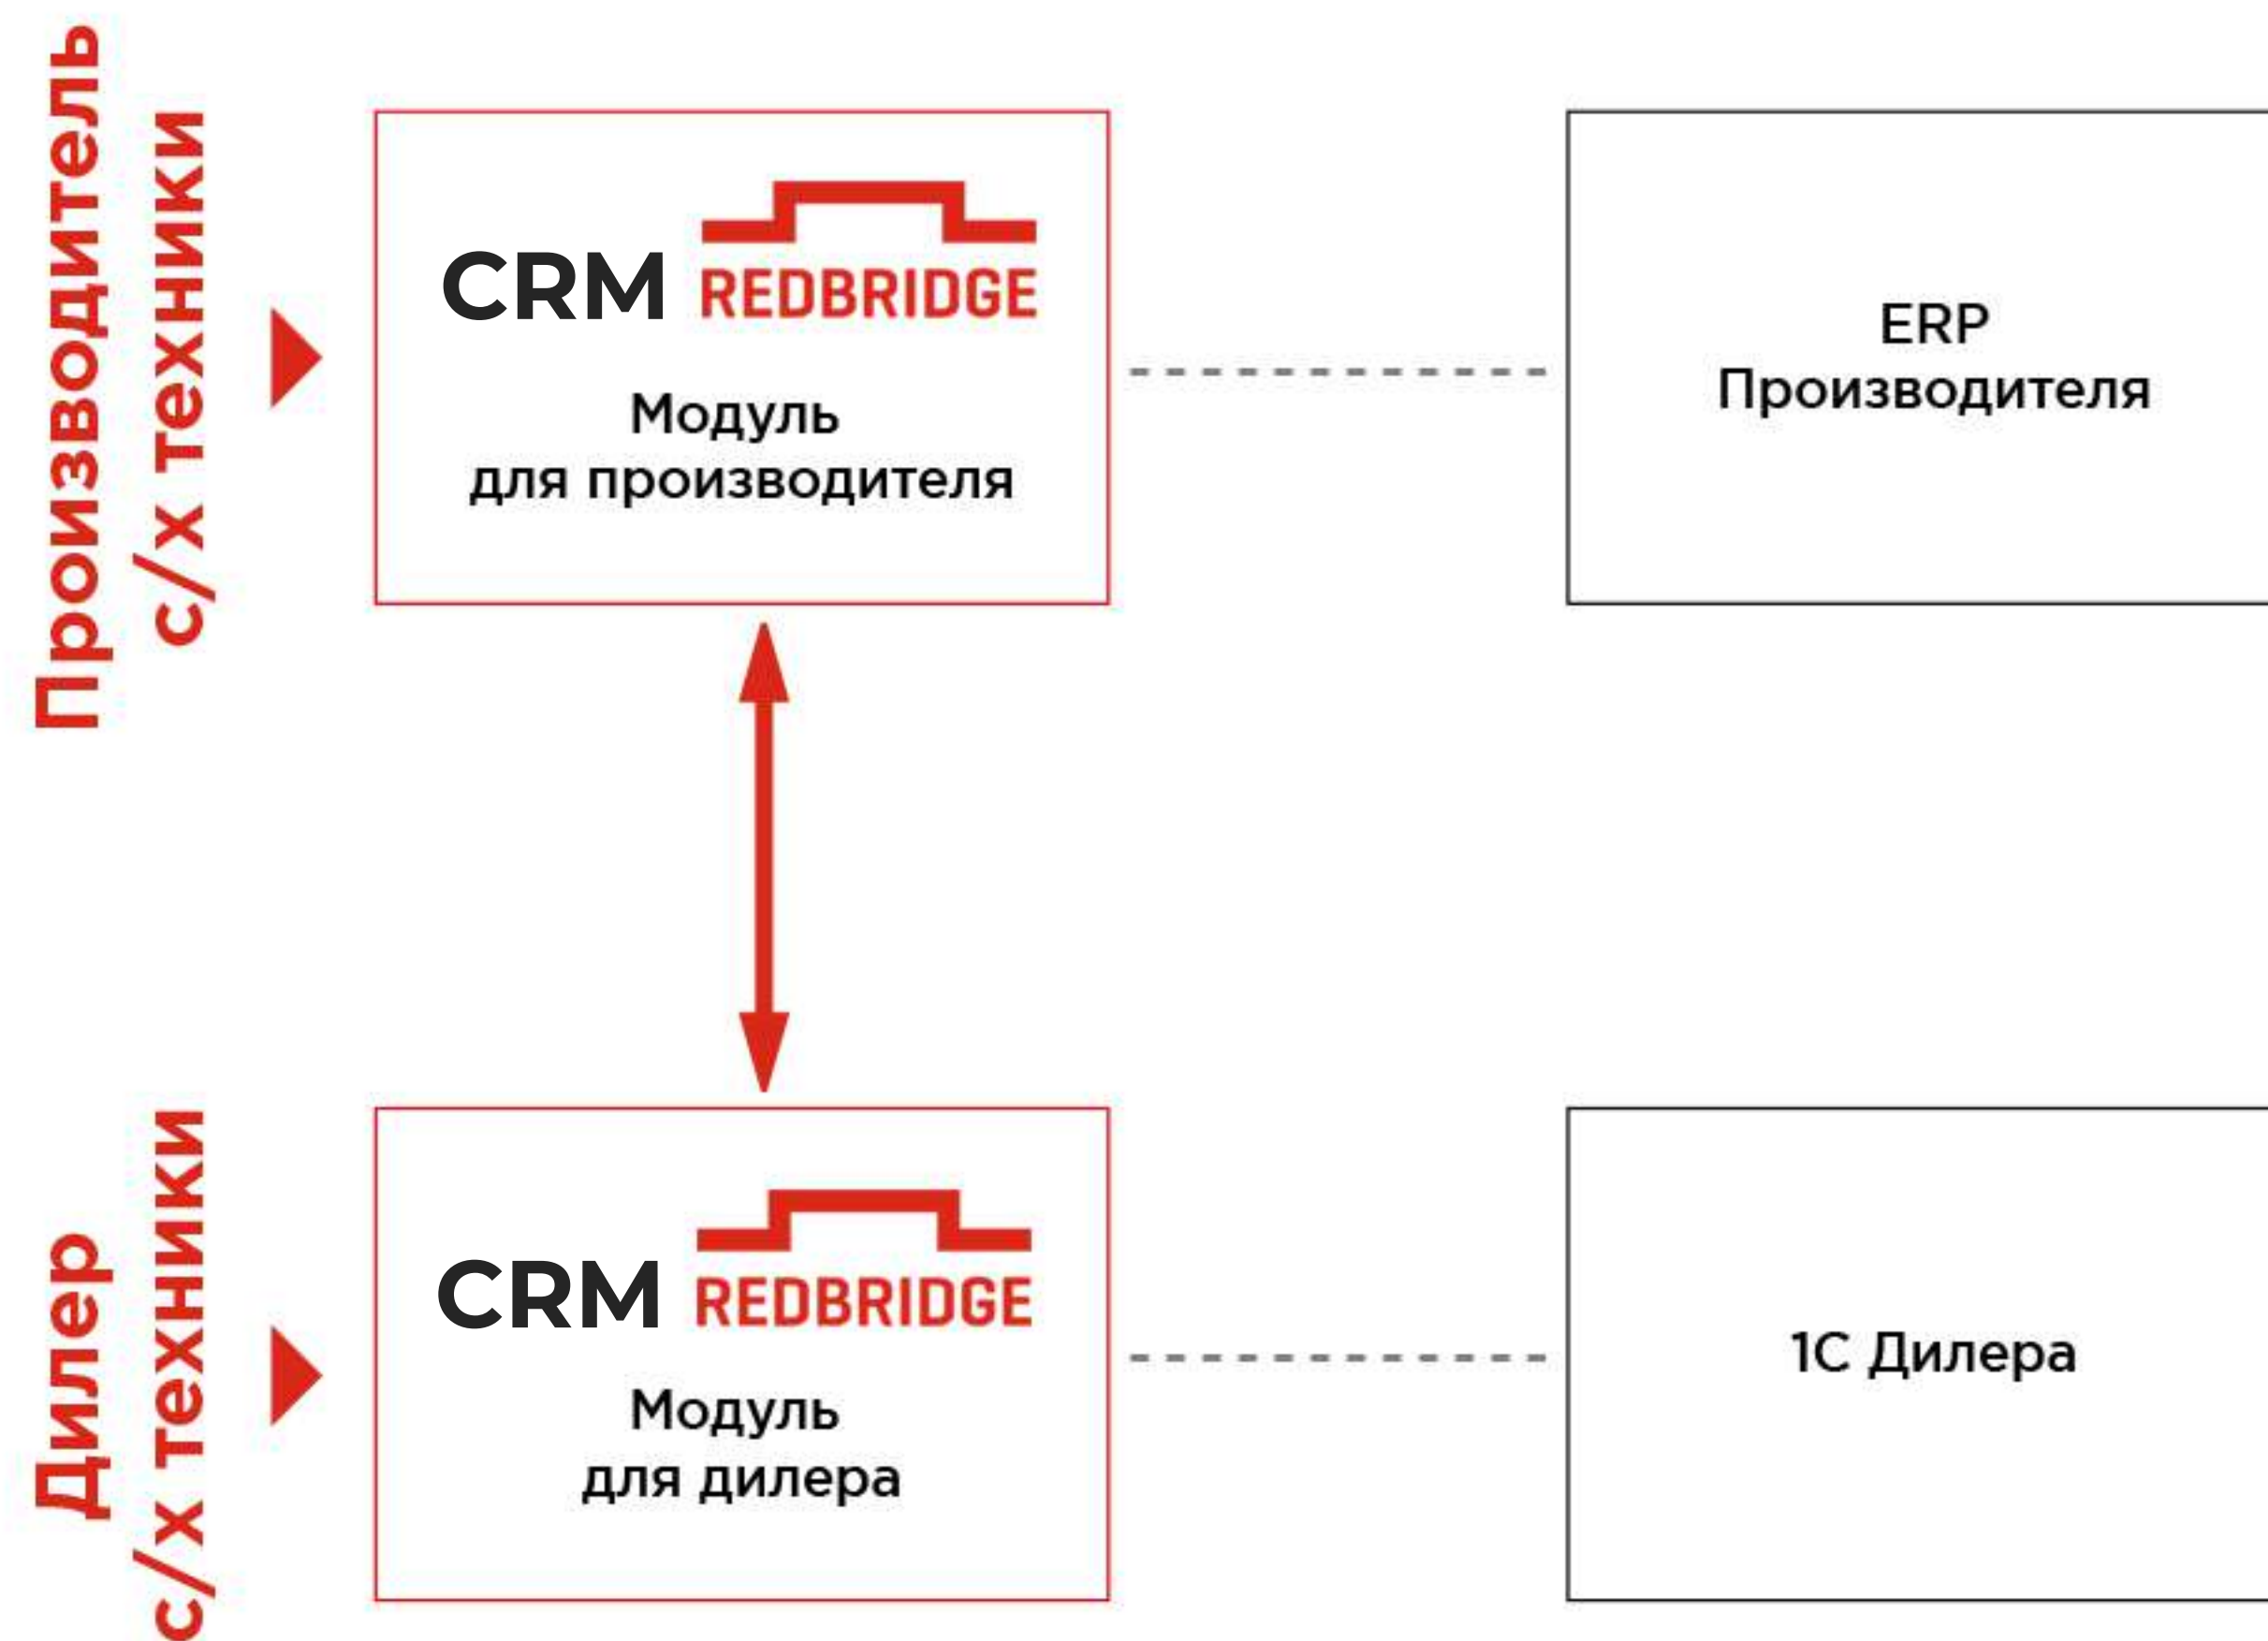 Производитель
с/х техники
CRM REDBRIDGE
Модуль
для производителя
ERP
Производителя
Дилер
с/х техники
CRM REDBRIDGE
Модуль
для дилера
1С Дилера